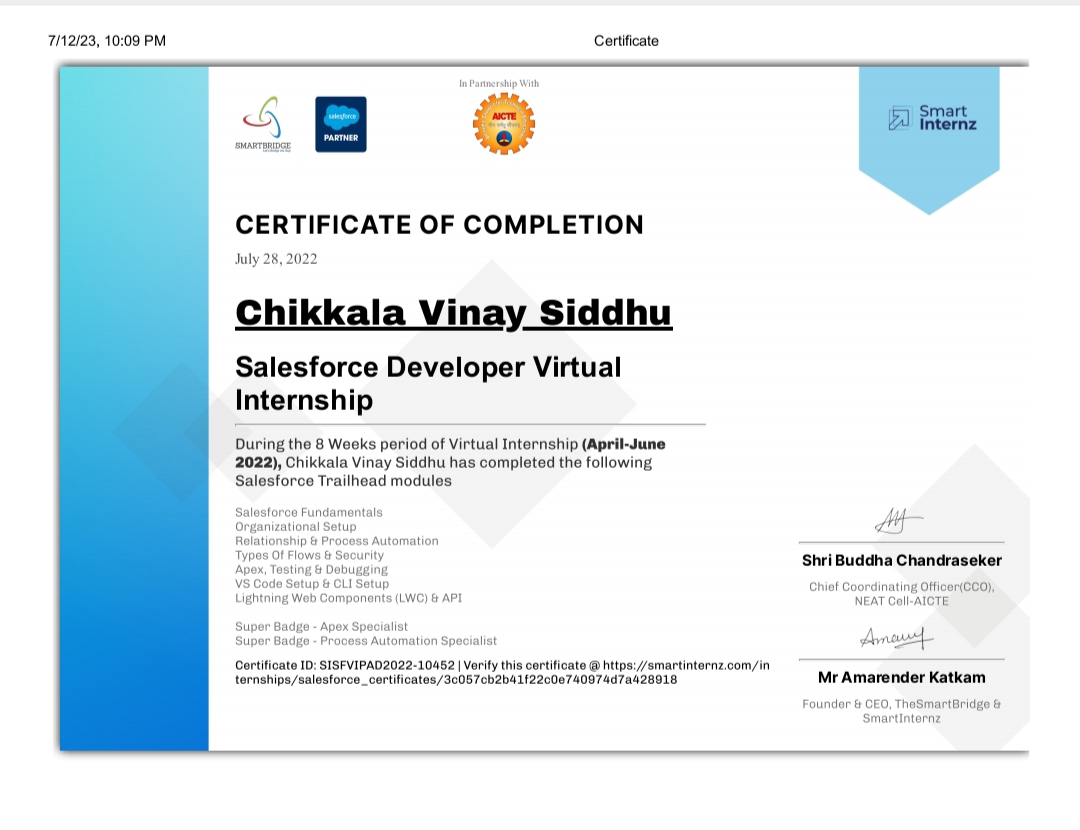 7/12/23, 10:09 PM
Certificate
In Partnership With
SMARTBRIDGE
salesforce
PARTNER
AICTE
Smart
Internz
CERTIFICATE OF COMPLETION
July 28, 2022
Chikkala Vinay Siddhu
Salesforce Developer Virtual
Internship
During the 8 Weeks period of Virtual Internship (April-June
2022), Chikkala Vinay Siddhu has completed the following
Salesforce Trailhead modules
Salesforce Fundamentals
Organizational Setup
Relationship & Process Automation
Types Of Flows & Security
Apex, Testing & Debugging
VS Code Setup & CLI Setup
Lightning Web Components (LWC) & API
Super Badge - Apex Specialist
Super Badge - Process Automation Specialist
Certificate ID: SISFVIPAD2022-10452 | Verify this certificate @ https://smartinternz.com/in
ternships/salesforce_certificates/3c057cb2b41f22c0e740974d7a428918
Shri Buddha Chandraseker
Chief Coordinating Officer(CCO),
NEAT Cell-AICTE
Mr Amarender Katkam
Founder & CEO, TheSmartBridge &
SmartInternz